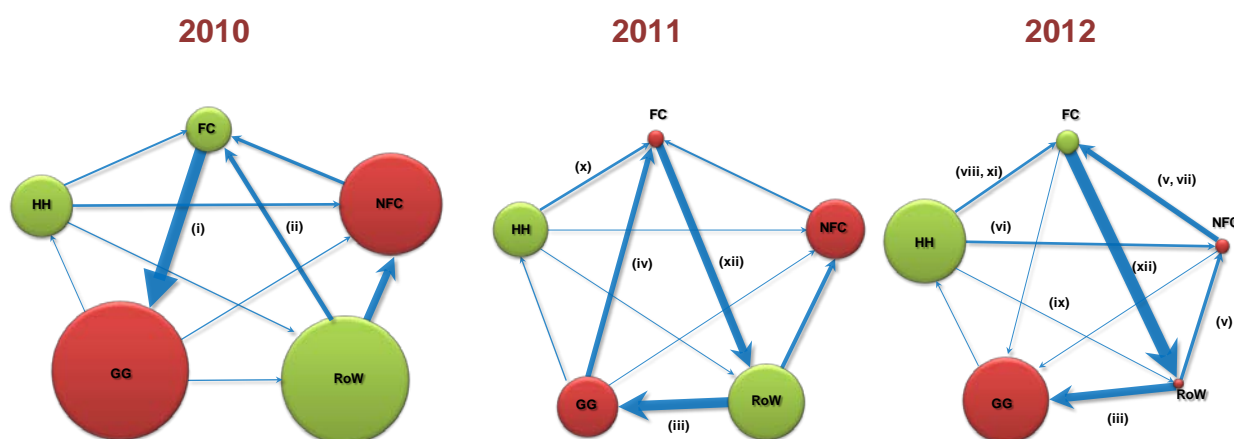 2010
2011
2012
FC
HH
NFC
(i)
(ii)
GG
RoW
FC
(x)
HH
NFC
(iv)
(xii)
GG
RoW
(iii)
FC
(viii, xi)
(v, vii)
NFC
HH
(vi)
(xii)
(ix)
(v)
RoW
GG
(iii)